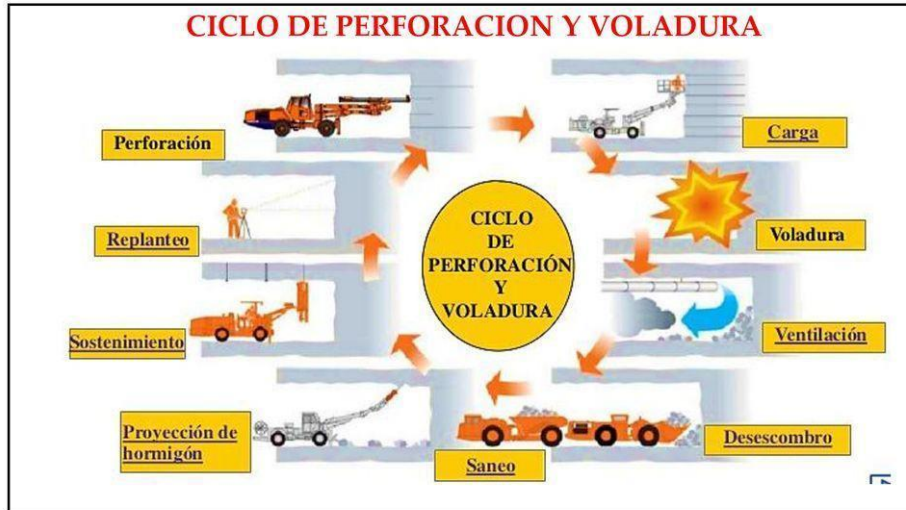 CICLO DE PERFORACION Y VOLADURA
Perforación
Carga
Replanteo
CICLO
DE
PERFORACIÓN
Y
VOLADURA
Voladura
Sostenimiento
Ventilación
Proyección de
hormigón
Saneo
Desescombro